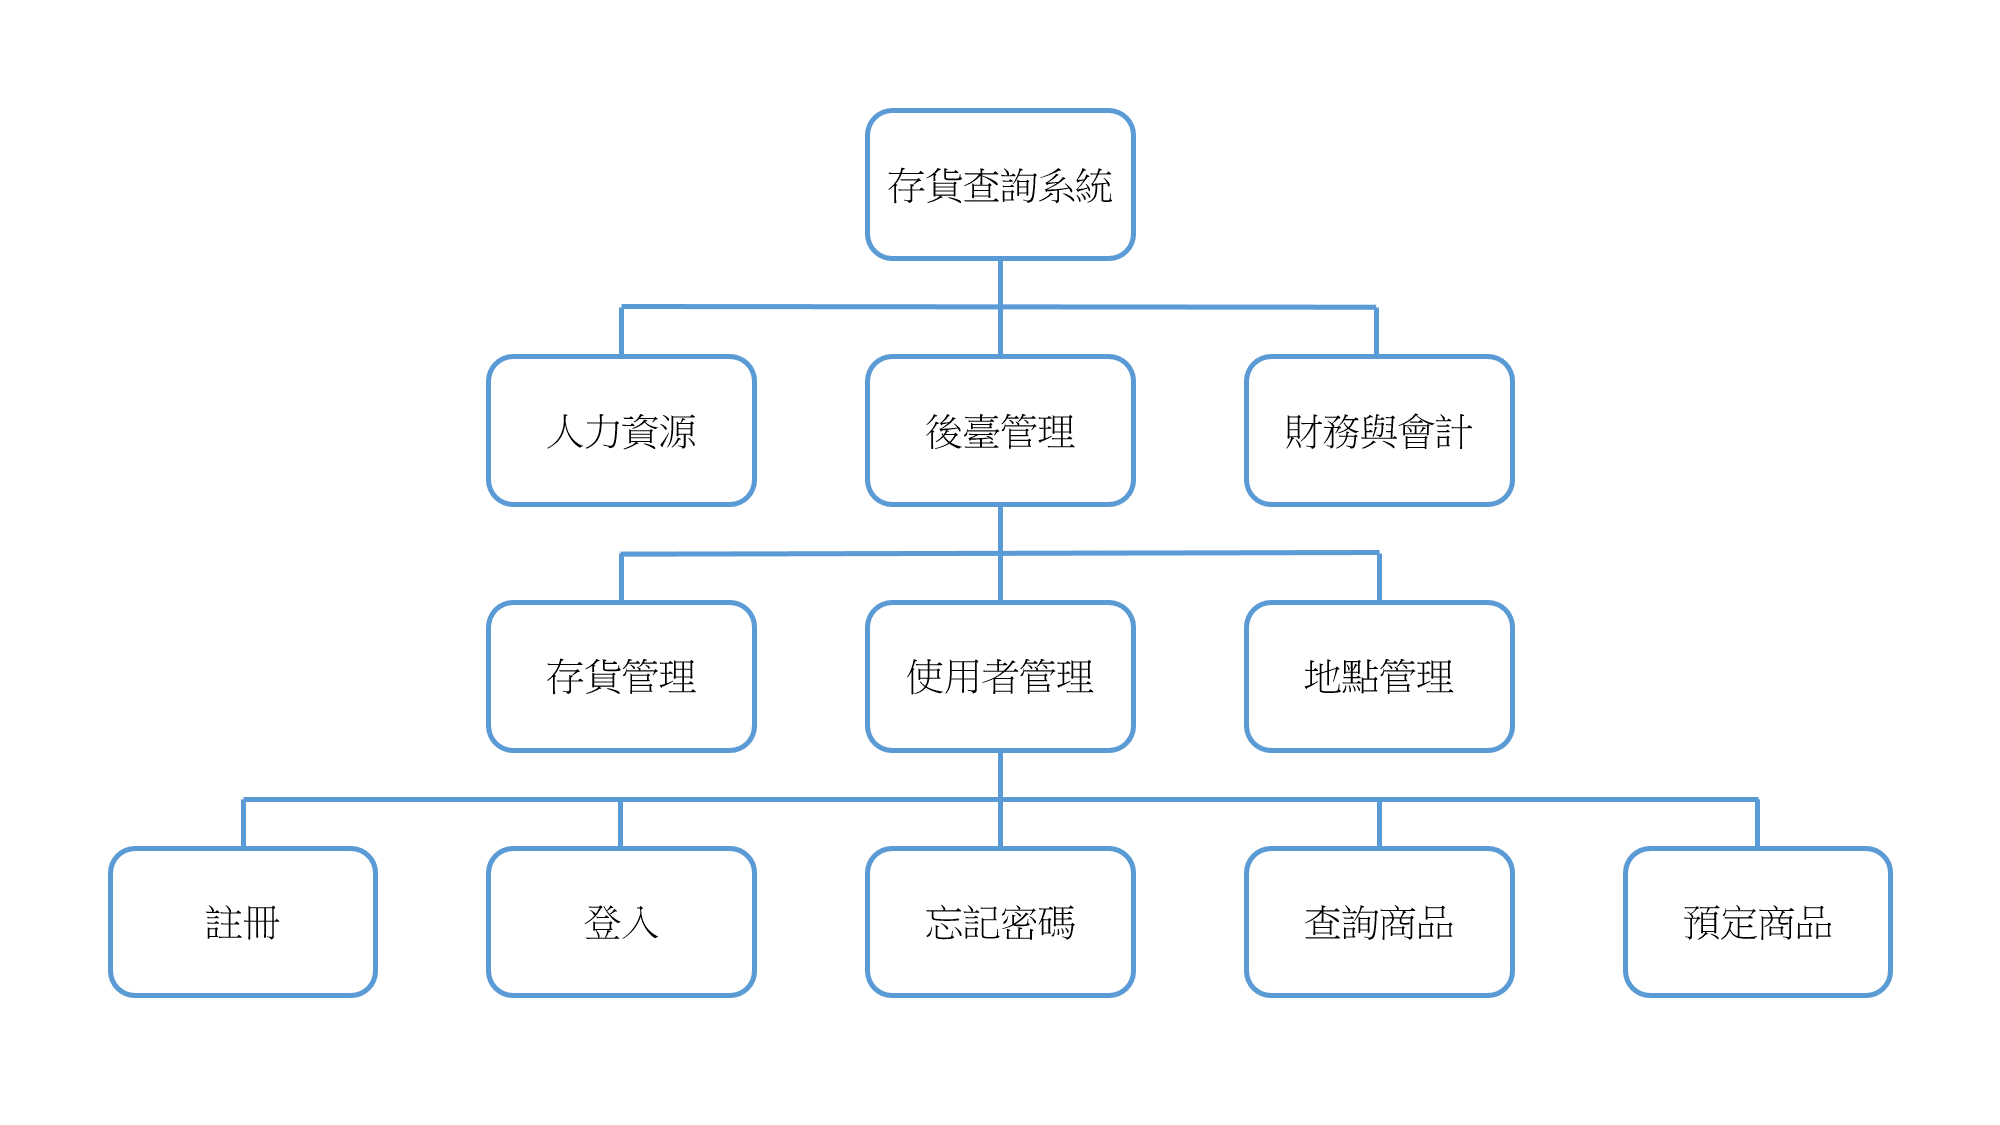 存貨查詢系統
人力資源
後臺管理
財務與會計
存貨管理
使用者管理
地點管理
註冊
登入
忘記密碼
查詢商品
預定商品